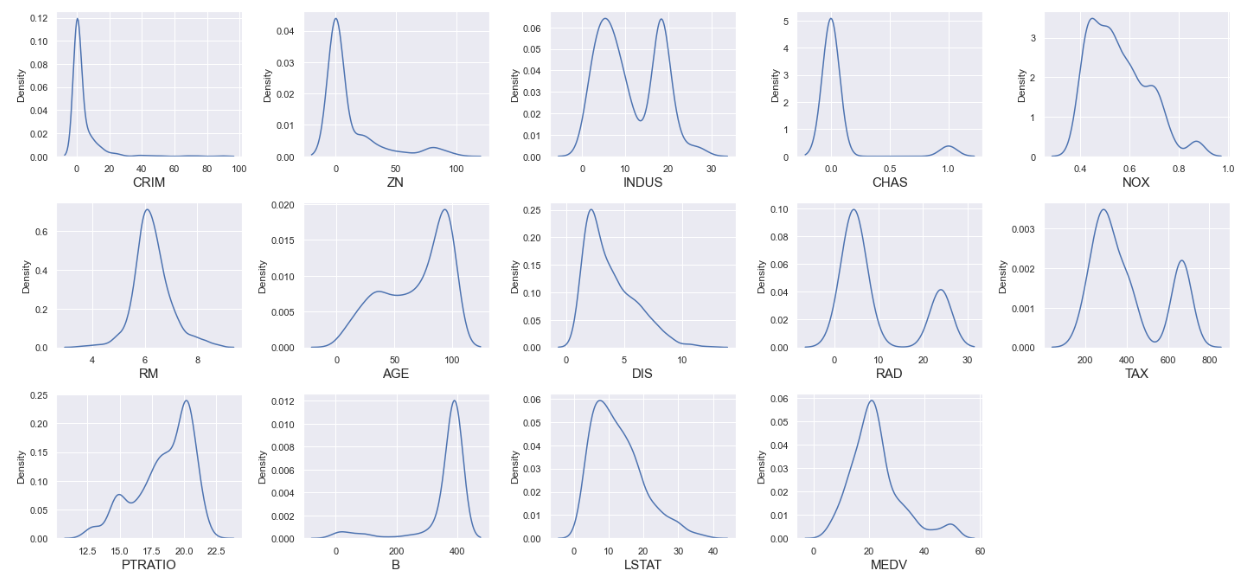 0.12
0.10
0.08
0.06
0.04
0.02
0.00
Density
0 20 40 60 80 100
CRIM
0.04
0.03
0.02
0.01
0.00
Density
0 50 100
ZN
0.06
0.05
0.04
0.03
0.02
0.01
0.00
Density
0 10 20 30
INDUS
5
4
3
2
1
0
Density
0.0 0.5 1.0
CHAS
3
2
1
0
Density
0.4 0.6 0.8 1.0
NOX
0.6
0.4
0.2
0.0
Density
4 6 8
RM
0.020
0.015
0.010
0.005
0.000
Density
0 50 100
AGE
0.25
0.20
0.15
0.10
0.05
0.00
Density
0 5 10
DIS
0.10
0.08
0.06
0.04
0.02
0.00
Density
0 10 20 30
RAD
0.003
0.002
0.001
0.000
Density
200 400 600 800
TAX
0.25
0.20
0.15
0.10
0.05
0.00
Density
12.5 15.0 17.5 20.0 22.5
PTRATIO
0.012
0.010
0.008
0.006
0.004
0.002
0.000
Density
0 200 400
B
0.06
0.05
0.04
0.03
0.02
0.01
0.00
Density
0 10 20 30 40
LSTAT
0.06
0.05
0.04
0.03
0.02
0.01
0.00
Density
0 20 40 60
MEDV